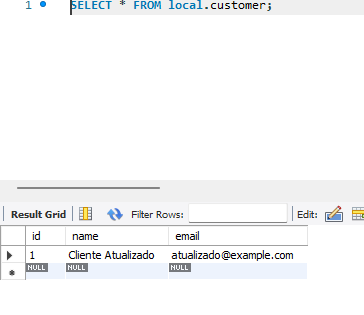 1 SELECT * FROM local.customer;
Result Grid Filter Rows: Edit:
id name email
1 Cliente Atualizado atualizado@example.com
NULL NULL NULL